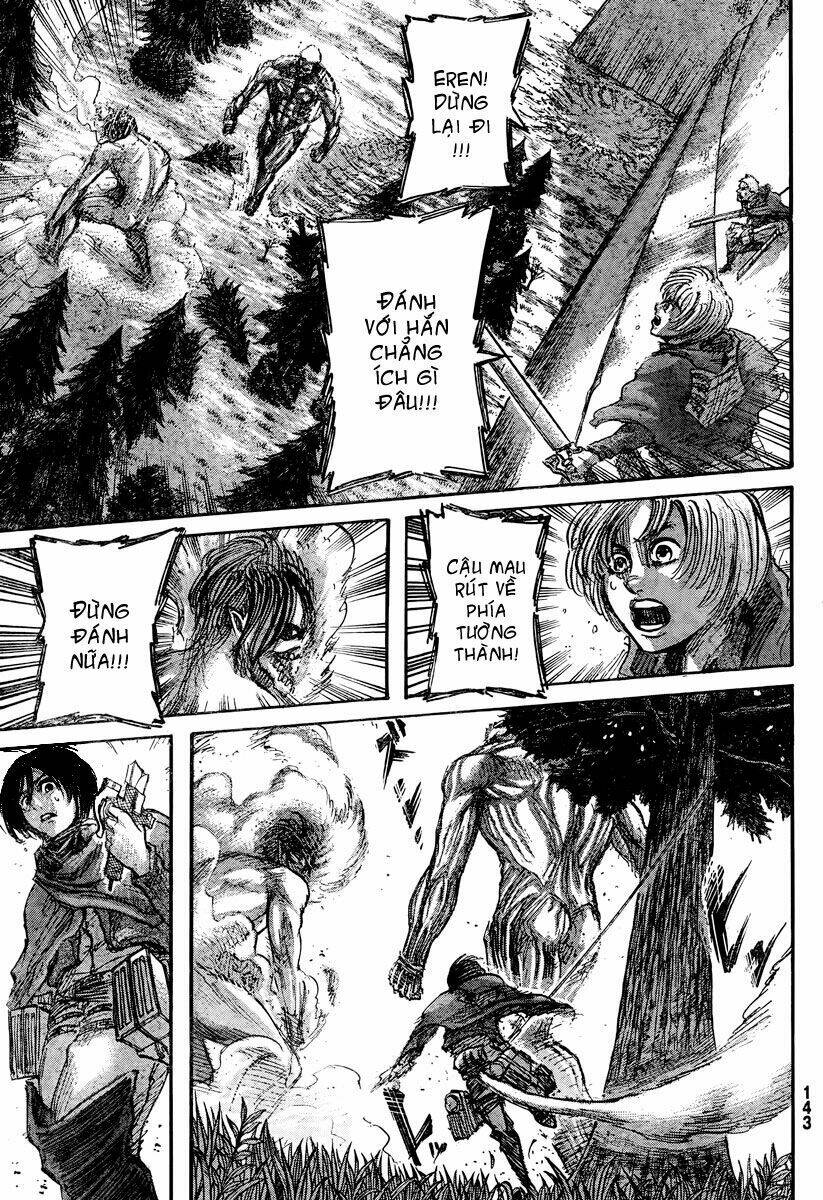 EREN!
DỪNG
LẠI ĐI
!!!
ĐÁNH
VỚI HẮN
CHẲNG
ÍCH GÌ
ĐÂU!!!
CẬU MAU
RÚT VỀ
PHÍA
TƯỜNG
THÀNH!
ĐỪNG
ĐÁNH
NỮA!!!
143